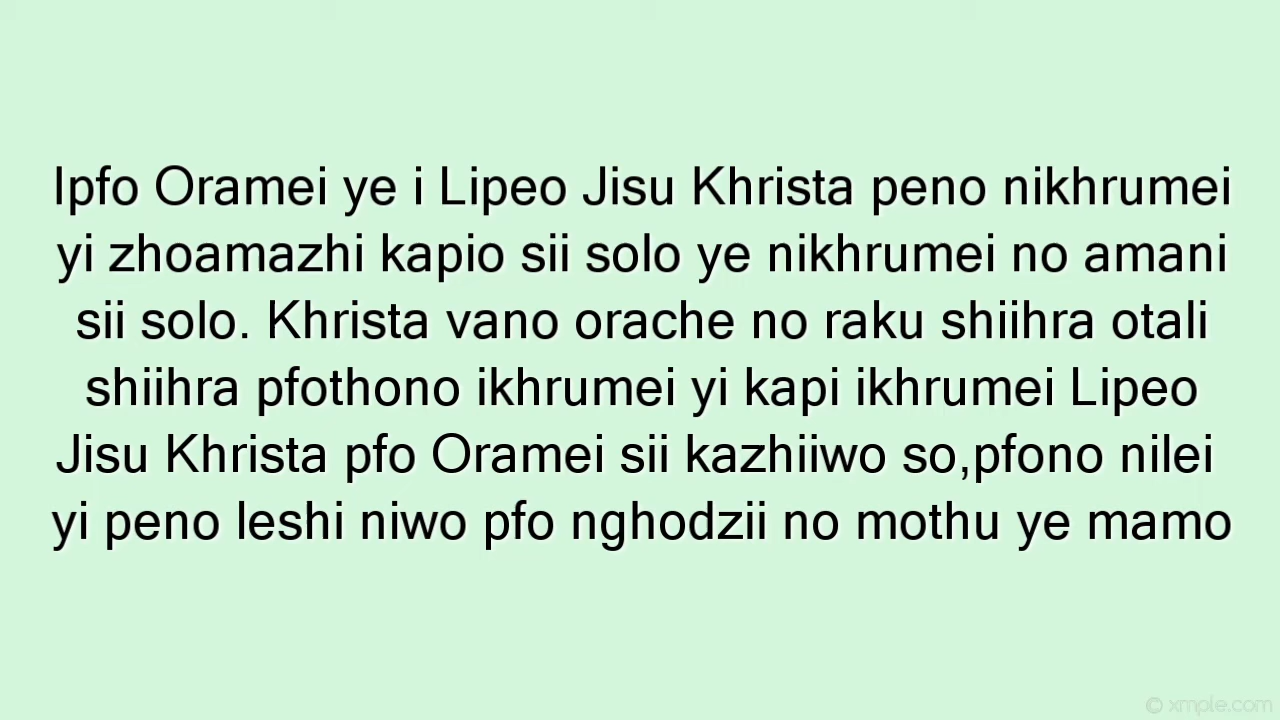 Ipfo Oramei ye i Lipeo Jisu Khrista peno nikhrumei
yi zhoamazhi kapio sii solo ye nikhrumei no amani
sii solo. Khrista vano orache no raku shiihra otali
shiihra pfothono ikhrumei yi kapi ikhrumei Lipeo
Jisu Khrista pfo Oramei sii kazhiiwo so,pfono nilei
yi peno leshi niwo pfo nghodzii no mothu ye mamo
© xmple.com